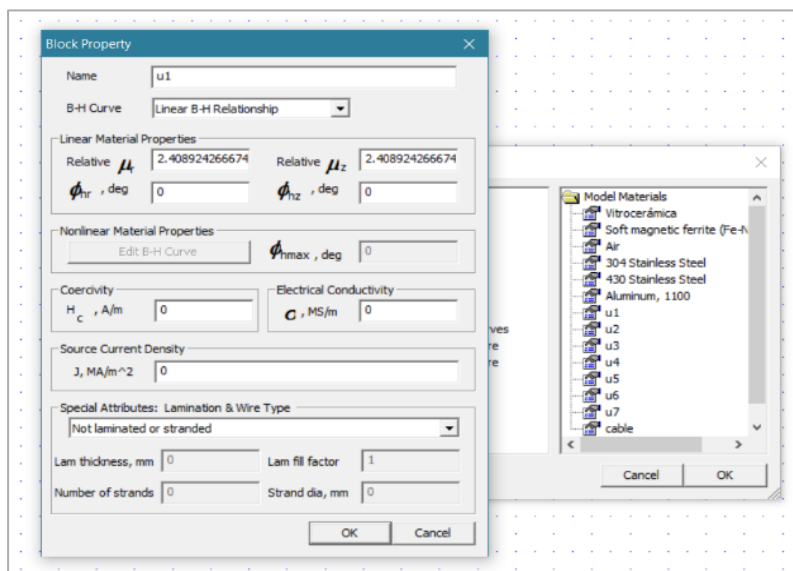 Block Property
Name u1
B-H Curve Linear B-H Relationship
Linear Material Properties
Relative μr 2.408924266674 Relative μz 2.408924266674
ϕhr , deg 0 ϕhz , deg 0
Nonlinear Material Properties
Edit B-H Curve ϕhmax , deg 0
Coercivity Electrical Conductivity
Hc , A/m 0 σ , MS/m 0
Source Current Density
J, MA/m^2 0
Special Attributes: Lamination & Wire Type
Not laminated or stranded
Lam thickness, mm 0 Lam fill factor 1
Number of strands 0 Strand dia, mm 0
OK Cancel
Model Materials
Vitrocerámica
Soft magnetic ferrite (Fe-N
Air
304 Stainless Steel
430 Stainless Steel
Aluminum, 1100
u1
u2
u3
u4
u5
u6
u7
cable
Cancel OK